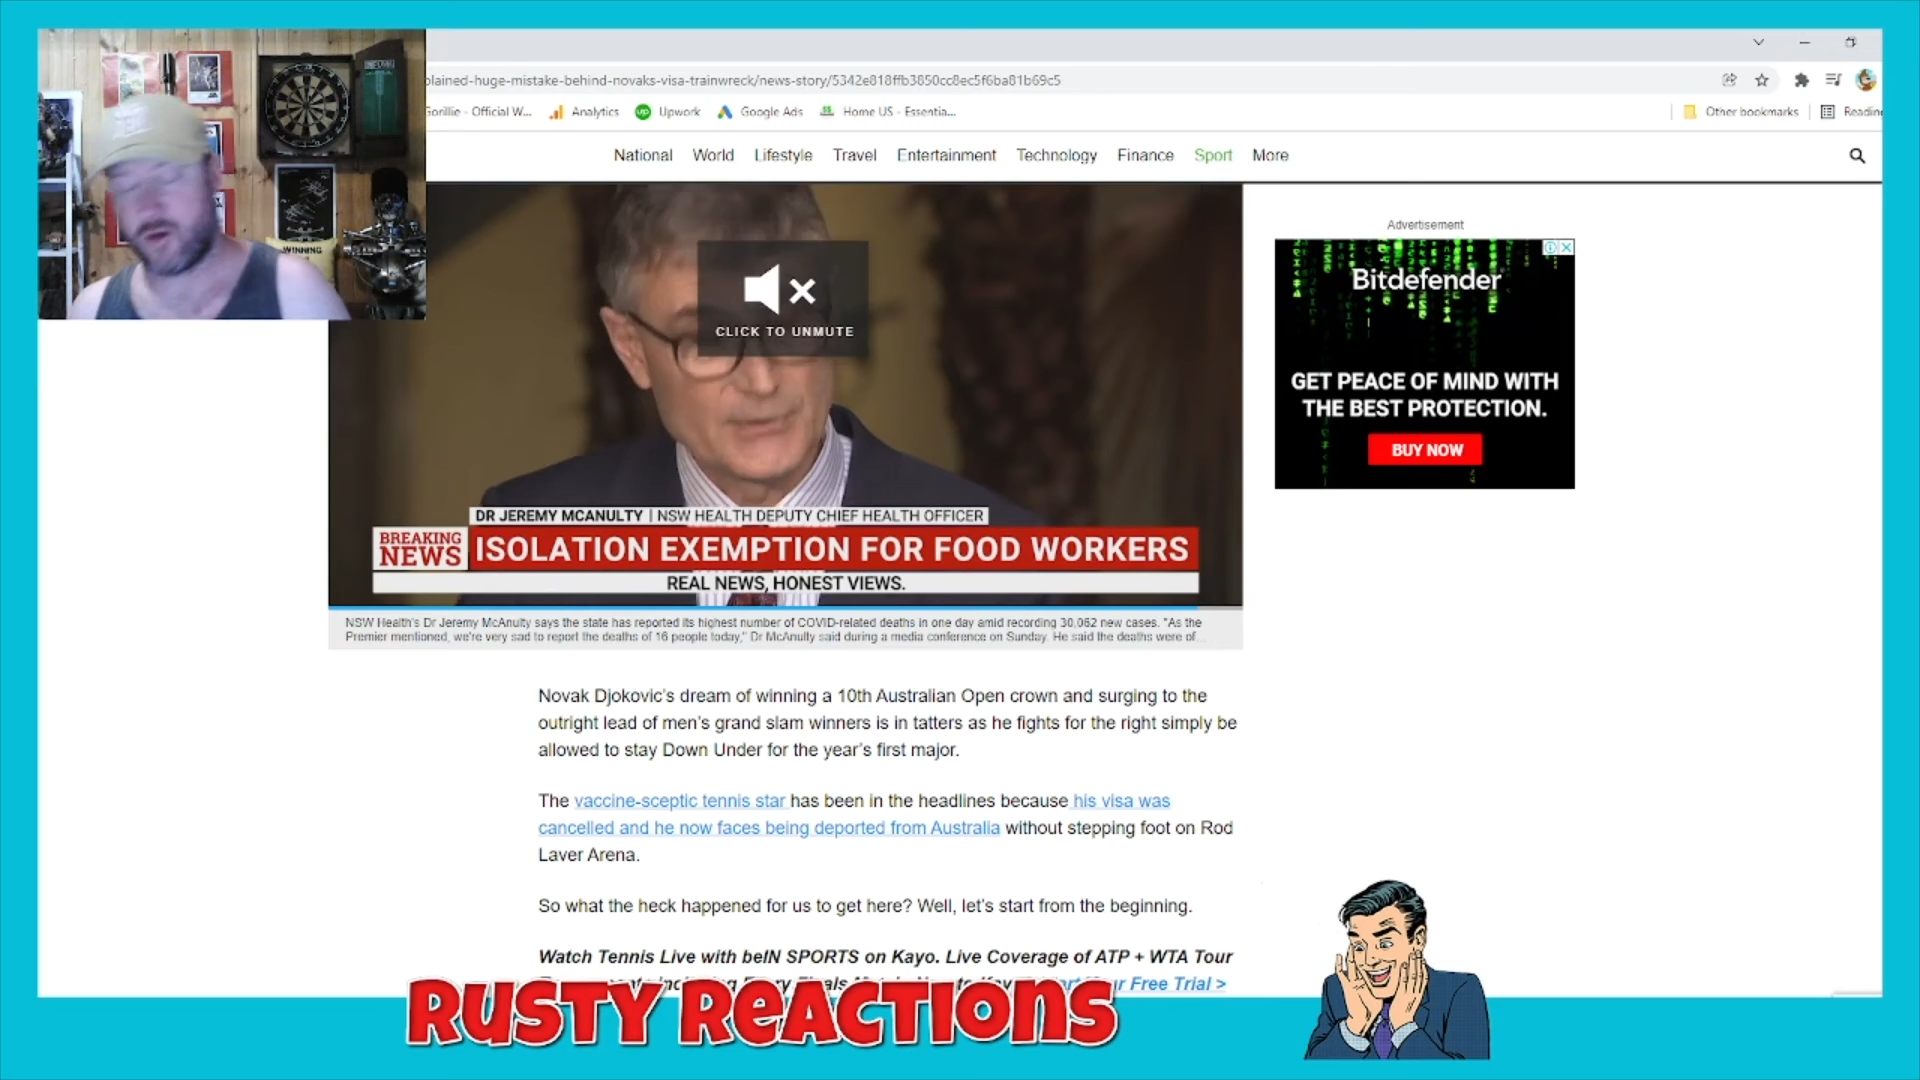 plained-huge-mistake-behind-novaks-visa-trainwreck/news-story/5342e818ffb3850cc8ec5f6ba81b69c5
Gorillie - Official W... Analytics Upwork Google Ads Home US - Essentia... Other bookmarks Readin
National World Lifestyle Travel Entertainment Technology Finance Sport More
WINNING
CLICK TO UNMUTE
Advertisement
Bitdefender
GET PEACE OF MIND WITH
THE BEST PROTECTION.
BUY NOW
DR JEREMY MCANULTY | NSW HEALTH DEPUTY CHIEF HEALTH OFFICER
BREAKING
NEWS
ISOLATION EXEMPTION FOR FOOD WORKERS
REAL NEWS, HONEST VIEWS.
NSW Health's Dr Jeremy McAnulty says the state has reported its highest number of COVID-related deaths in one day amid recording 30,062 new cases. "As the
Premier mentioned, we're very sad to report the deaths of 16 people today," Dr McAnulty said during a media conference on Sunday. He said the deaths were of...
Novak Djokovic's dream of winning a 10th Australian Open crown and surging to the
outright lead of men's grand slam winners is in tatters as he fights for the right simply be
allowed to stay Down Under for the year's first major.
The vaccine-sceptic tennis star has been in the headlines because his visa was
cancelled and he now faces being deported from Australia without stepping foot on Rod
Laver Arena.
So what the heck happened for us to get here? Well, let's start from the beginning.
Watch Tennis Live with beIN SPORTS on Kayo. Live Coverage of ATP + WTA Tour
Free Trial >
RUSTY REACTIONS